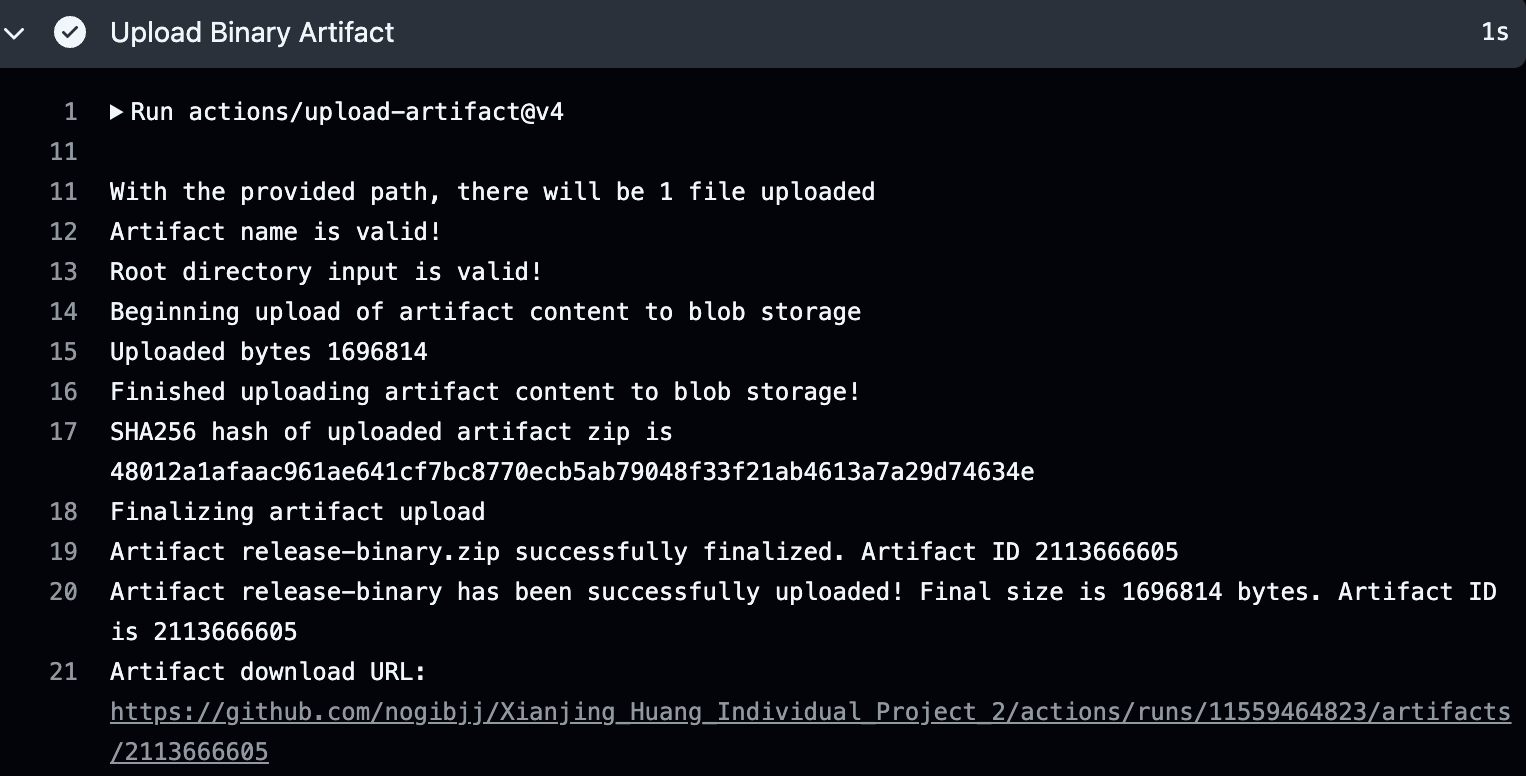 Upload Binary Artifact 1s
1 Run actions/upload-artifact@v4
11
11 With the provided path, there will be 1 file uploaded
12 Artifact name is valid!
13 Root directory input is valid!
14 Beginning upload of artifact content to blob storage
15 Uploaded bytes 1696814
16 Finished uploading artifact content to blob storage!
17 SHA256 hash of uploaded artifact zip is
48012a1afaac961ae641cf7bc8770ecb5ab79048f33f21ab4613a7a29d74634e
18 Finalizing artifact upload
19 Artifact release-binary.zip successfully finalized. Artifact ID 2113666605
20 Artifact release-binary has been successfully uploaded! Final size is 1696814 bytes. Artifact ID
is 2113666605
21 Artifact download URL:
https://github.com/nogibjj/Xianjing_Huang_Individual_Project_2/actions/runs/11559464823/artifacts
/2113666605